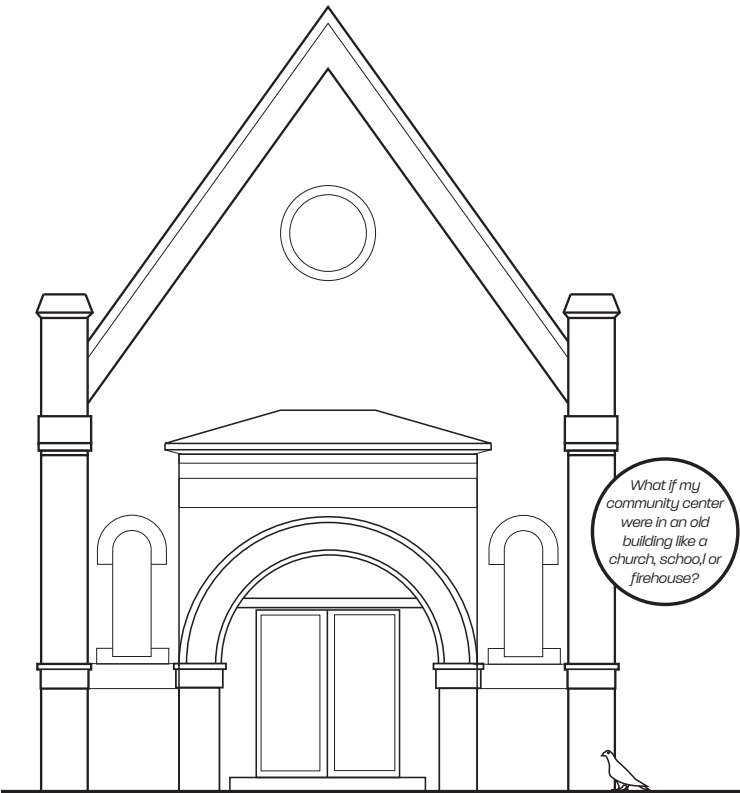 What if my
community center
were in an old
building like a
church, schoo,l or
firehouse?